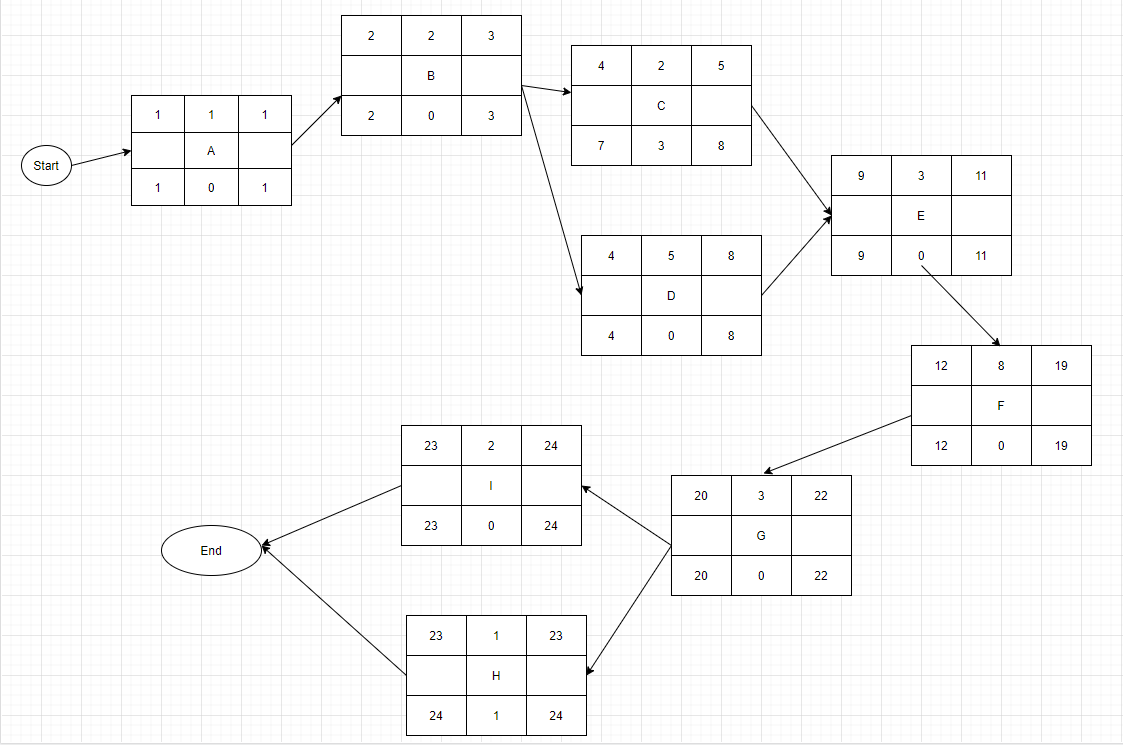 Start
1 1 1
A
1 0 1
2 2 3
B
2 0 3
4 2 5
C
7 3 8
4 5 8
D
4 0 8
9 3 11
E
9 0 11
12 8 19
F
12 0 19
20 3 22
G
20 0 22
23 2 24
I
23 0 24
23 1 23
H
24 1 24
End